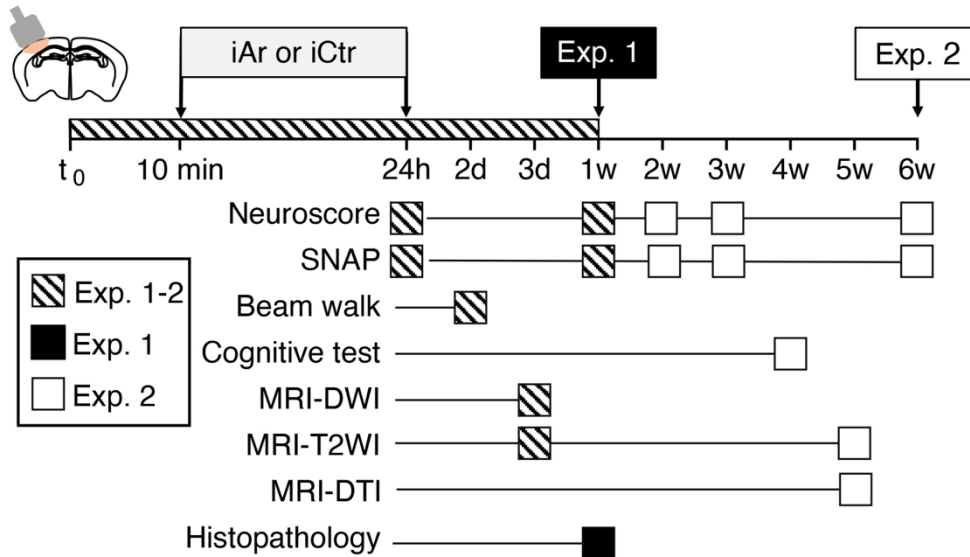 iAr or iCtr
Exp. 1
Exp. 2
t0 10 min 24h 2d 3d 1w 2w 3w 4w 5w 6w
Neuroscore
SNAP
Beam walk
Cognitive test
MRI-DWI
MRI-T2WI
MRI-DTI
Histopathology
Exp. 1-2
Exp. 1
Exp. 2